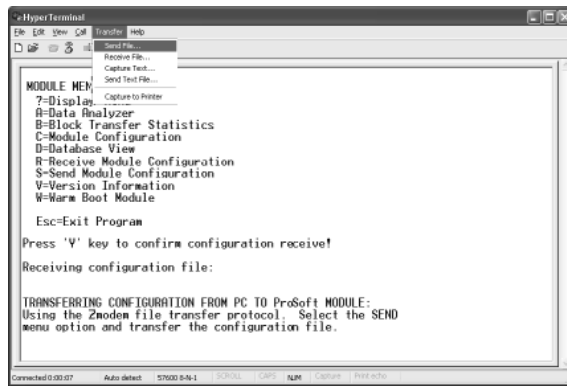 HyperTerminal
File Edit View Call Transfer Help
Send File...
Receive File...
Capture Text...
Send Text File...
Capture to Printer
MODULE MEN
?=Display
A=Data Analyzer
B=Block Transfer Statistics
C=Module Configuration
D=Database View
R=Receive Module Configuration
S=Send Module Configuration
V=Version Information
W=Warm Boot Module
Esc=Exit Program
Press 'Y' key to confirm configuration receive!
Receiving configuration file:
TRANSFERRING CONFIGURATION FROM PC TO ProSoft MODULE:
Using the Zmodem file transfer protocol. Select the SEND
menu option and transfer the configuration file.
Connected 0:00:07 Auto detect 57600 8-N-1 SCROLL CAPS NUM Capture Print echo